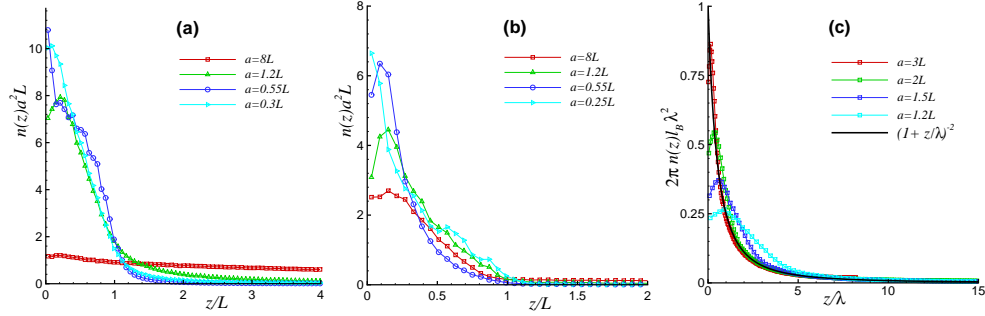 (a)
n(z)a²L
10
8
6
4
2
0
0
1
2
3
4
z/L
a=8L
a=1.2L
a=0.55L
a=0.3L
(b)
n(z)a²L
8
6
4
2
0
0
0.5
1
1.5
2
z/L
a=8L
a=1.2L
a=0.55L
a=0.25L
(c)
2π n(z)l_B λ²
1
0.75
0.5
0.25
0
0
5
10
15
z/λ
a=3L
a=2L
a=1.5L
a=1.2L
(1+ z/λ)⁻²